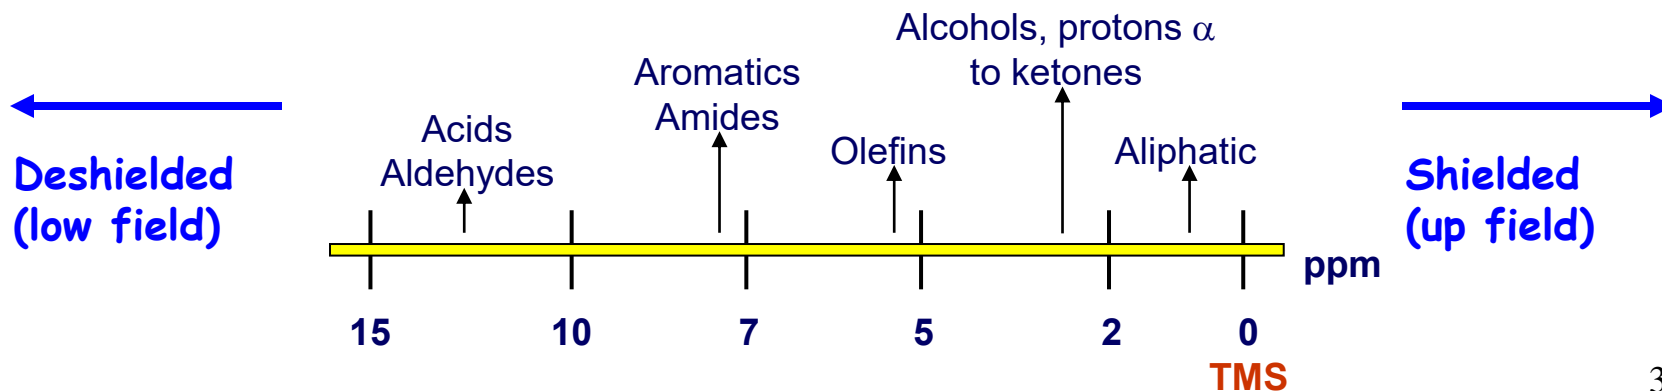 Alcohols, protons α
to ketones
Aromatics
Amides
Acids
Aldehydes
Olefins
Aliphatic
Deshielded
(low field)
Shielded
(up field)
ppm
15 10 7 5 2 0
TMS
3